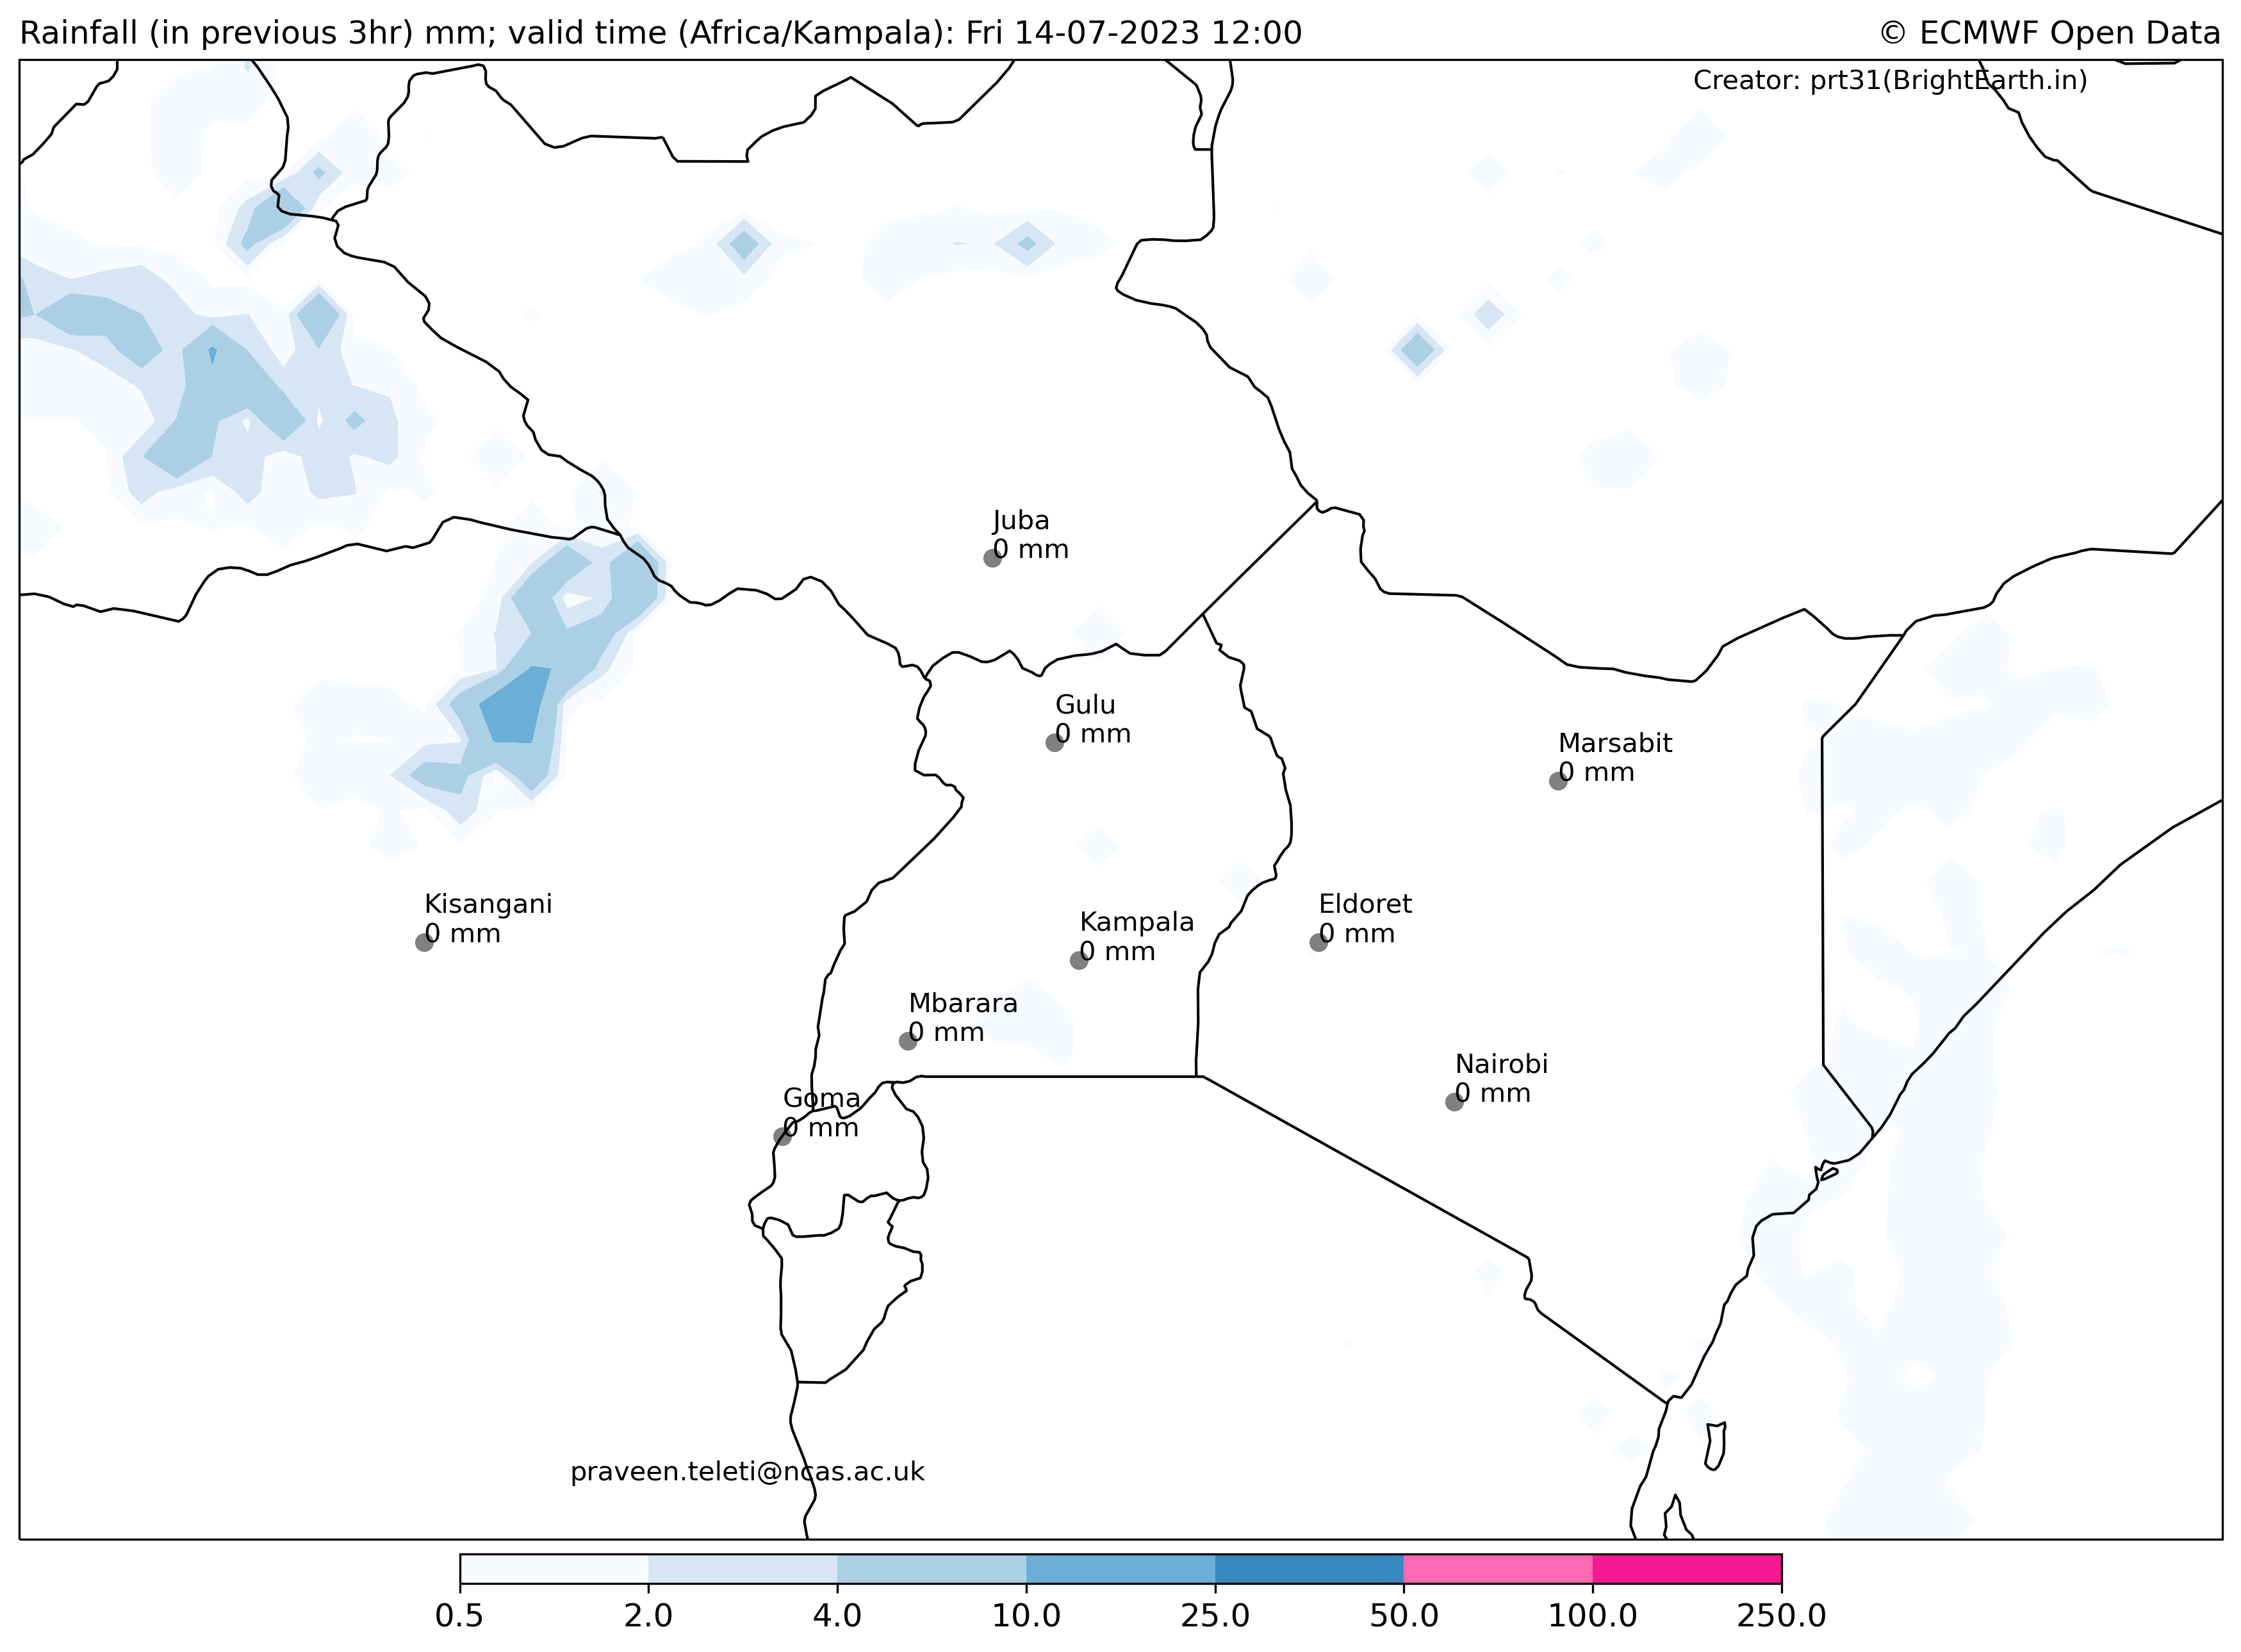 Rainfall (in previous 3hr) mm; valid time (Africa/Kampala): Fri 14-07-2023 12:00
© ECMWF Open Data
Creator: prt31(BrightEarth.in)
Juba
0 mm
Gulu
0 mm
Marsabit
0 mm
Kisangani
0 mm
Kampala
0 mm
Eldoret
0 mm
Mbarara
0 mm
Nairobi
0 mm
Goma
0 mm
praveen.teleti@ncas.ac.uk
0.5 2.0 4.0 10.0 25.0 50.0 100.0 250.0